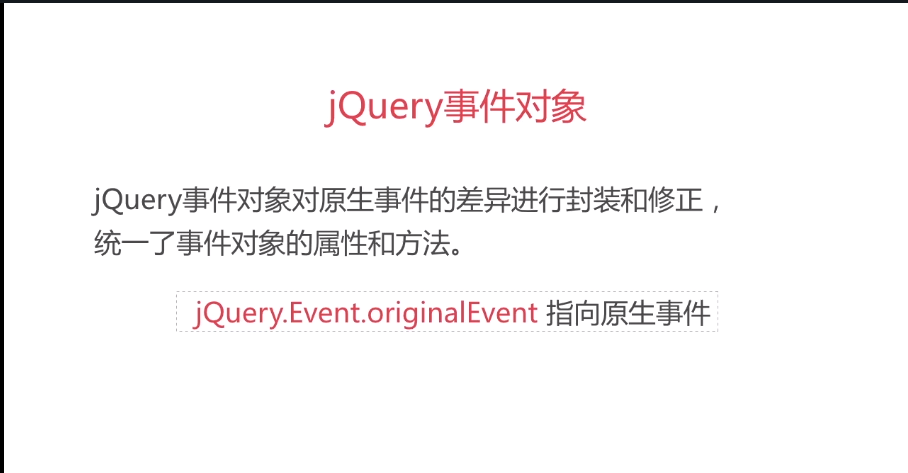 jQuery事件对象
jQuery事件对象对原生事件的差异进行封装和修正，
统一了事件对象的属性和方法。
jQuery.Event.originalEvent 指向原生事件